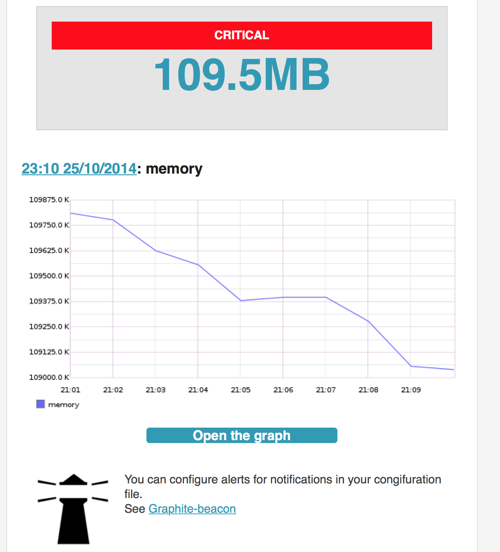 CRITICAL
109.5MB
23:10 25/10/2014: memory
109875.0 K
109750.0 K
109625.0 K
109500.0 K
109375.0 K
109250.0 K
109125.0 K
109000.0 K
21:01 21:02 21:03 21:04 21:05 21:06 21:07 21:08 21:09
memory
Open the graph
You can configure alerts for notifications in your congifuration
file.
See Graphite-beacon